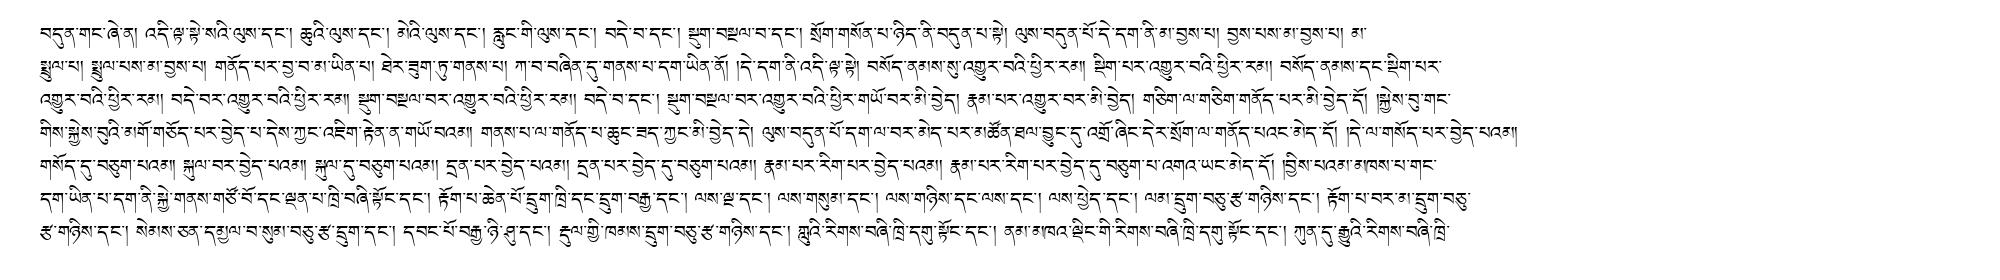 བདུན་གང་ཞེ་ན། འདི་ལྟ་སྟེ་སའི་ལུས་དང་། ཆུའི་ལུས་དང་། མེའི་ལུས་དང་། རླུང་གི་ལུས་དང་། བདེ་བ་དང་། སྡུག་བསྔལ་བ་དང་། སྲོག་གསོན་པ་ཉིད་ནི་བདུན་པ་སྟེ། ལུས་བདུན་པོ་དེ་དག་ནི་མ་བྱས་པ། བྱས་པས་མ་བྱས་པ། མ་
སྤྲུལ་པ། སྤྲུལ་པས་མ་བྱས་པ། གནོད་པར་བྱ་བ་མ་ཡིན་པ། ཐེར་ཟུག་ཏུ་གནས་པ། ཀ་བ་བཞིན་དུ་གནས་པ་དག་ཡིན་ནོ། །དེ་དག་ནི་འདི་ལྟ་སྟེ། བསོད་ནམས་སུ་འགྱུར་བའི་ཕྱིར་རམ། སྡིག་པར་འགྱུར་བའི་ཕྱིར་རམ། བསོད་ནམས་དང་སྡིག་པར་
འགྱུར་བའི་ཕྱིར་རམ། བདེ་བར་འགྱུར་བའི་ཕྱིར་རམ། སྡུག་བསྔལ་བར་འགྱུར་བའི་ཕྱིར་རམ། བདེ་བ་དང་། སྡུག་བསྔལ་བར་འགྱུར་བའི་ཕྱིར་གཡོ་བར་མི་བྱེད། རྣམ་པར་འགྱུར་བར་མི་བྱེད། གཅིག་ལ་གཅིག་གནོད་པར་མི་བྱེད་དོ། །སྐྱེས་བུ་གང་
གིས་སྐྱེས་བུའི་མགོ་གཅོད་པར་བྱེད་པ་དེས་ཀྱང་འཇིག་རྟེན་ན་གཡོ་བའམ། གནས་པ་ལ་གནོད་པ་ཆུང་ཟད་ཀྱང་མི་བྱེད་དེ། ལུས་བདུན་པོ་དག་ལ་བར་མེད་པར་མཚོན་ཐལ་བྱུང་དུ་འགྲོ་ཞིང་དེར་སྲོག་ལ་གནོད་པའང་མེད་དོ། །དེ་ལ་གསོད་པར་བྱེད་པའམ།
གསོད་དུ་བཅུག་པའམ། སྐུལ་བར་བྱེད་པའམ། སྐུལ་དུ་བཅུག་པའམ། དྲན་པར་བྱེད་པའམ། དྲན་པར་བྱེད་དུ་བཅུག་པའམ། རྣམ་པར་རིག་པར་བྱེད་པའམ། རྣམ་པར་རིག་པར་བྱེད་དུ་བཅུག་པ་འགའ་ཡང་མེད་དོ། །བྱིས་པའམ་མཁས་པ་གང་
དག་ཡིན་པ་དག་ནི་སྐྱེ་གནས་གཙོ་བོ་དང་ལྡན་པ་ཁྲི་བཞི་སྟོང་དང་། རྟོག་པ་ཆེན་པོ་དྲུག་ཁྲི་དང་དྲུག་བརྒྱ་དང་། ལས་ལྔ་དང་། ལས་གསུམ་དང་། ལས་གཉིས་དང་ལས་དང་། ལས་ཕྱེད་དང་། ལམ་དྲུག་བཅུ་རྩ་གཉིས་དང་། རྟོག་པ་བར་མ་དྲུག་བཅུ་
རྩ་གཉིས་དང་། སེམས་ཅན་དམྱལ་བ་སུམ་བཅུ་རྩ་དྲུག་དང་། དབང་པོ་བརྒྱ་ཉི་ཤུ་དང་། རྡུལ་གྱི་ཁམས་དྲུག་བཅུ་རྩ་གཉིས་དང་། ཀླུའི་རིགས་བཞི་ཁྲི་དགུ་སྟོང་དང་། ནམ་མཁའ་ལྡིང་གི་རིགས་བཞི་ཁྲི་དགུ་སྟོང་དང་། ཀུན་དུ་རྒྱུའི་རིགས་བཞི་ཁྲི་